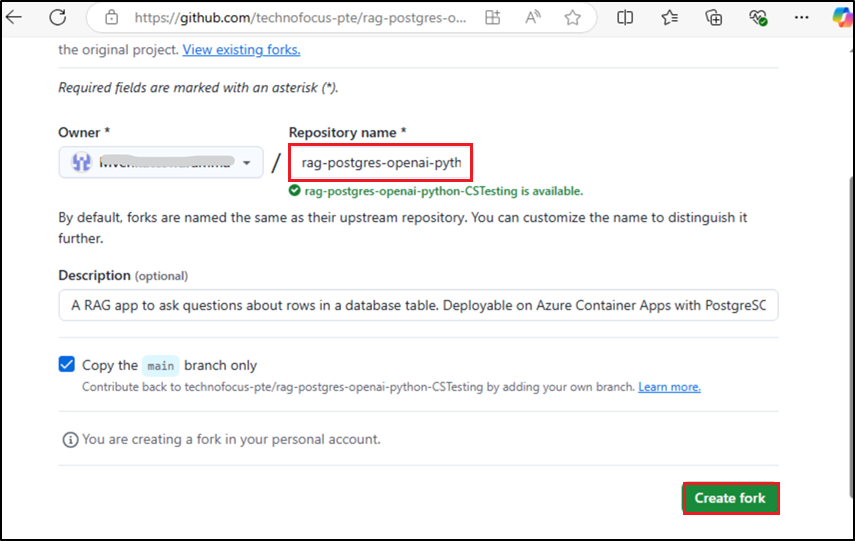 https://github.com/technofocus-pte/rag-postgres-o...
the original project. View existing forks.
Required fields are marked with an asterisk (*).
Owner *
Repository name *
/
rag-postgres-openai-pyth
rag-postgres-openai-python-CSTesting is available.
By default, forks are named the same as their upstream repository. You can customize the name to distinguish it
further.
Description (optional)
A RAG app to ask questions about rows in a database table. Deployable on Azure Container Apps with PostgreSQ
Copy the main branch only
Contribute back to technofocus-pte/rag-postgres-openai-python-CSTesting by adding your own branch. Learn more.
You are creating a fork in your personal account.
Create fork